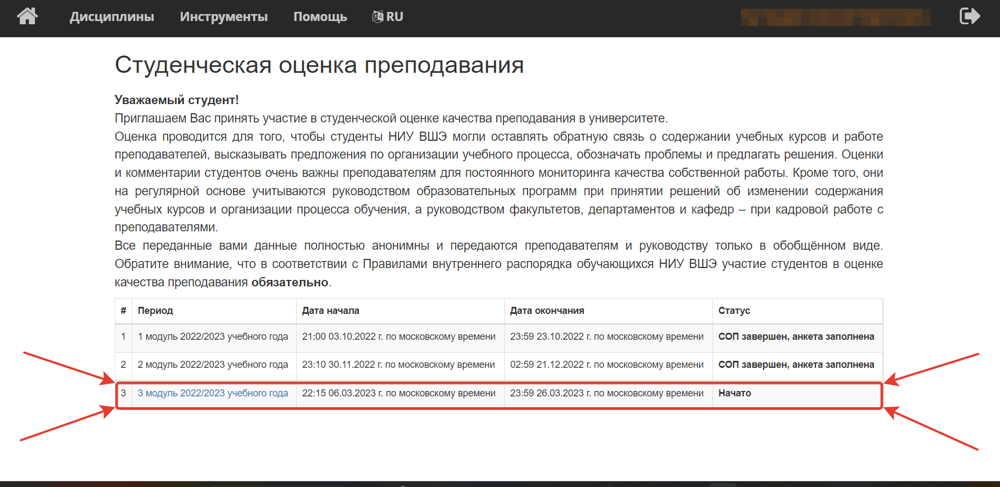 Дисциплины Инструменты Помощь RU
Студенческая оценка преподавания
Уважаемый студент!
Приглашаем Вас принять участие в студенческой оценке качества преподавания в университете.
Оценка проводится для того, чтобы студенты НИУ ВШЭ могли оставлять обратную связь о содержании учебных курсов и работе
преподавателей, высказывать предложения по организации учебного процесса, обозначать проблемы и предлагать решения. Оценки
и комментарии студентов очень важны преподавателям для постоянного мониторинга качества собственной работы. Кроме того, они
на регулярной основе учитываются руководством образовательных программ при принятии решений об изменении содержания
учебных курсов и организации процесса обучения, а руководством факультетов, департаментов и кафедр – при кадровой работе с
преподавателями.
Все переданные вами данные полностью анонимны и передаются преподавателям и руководству только в обобщённом виде.
Обратите внимание, что в соответствии с Правилами внутреннего распорядка обучающихся НИУ ВШЭ участие студентов в оценке
качества преподавания обязательно.
# Период Дата начала Дата окончания Статус
1 1 модуль 2022/2023 учебного года 21:00 03.10.2022 г. по московскому времени 23:59 23.10.2022 г. по московскому времени СОП завершен, анкета заполнена
2 2 модуль 2022/2023 учебного года 23:10 30.11.2022 г. по московскому времени 02:59 21.12.2022 г. по московскому времени СОП завершен, анкета заполнена
3 3 модуль 2022/2023 учебного года 22:15 06.03.2023 г. по московскому времени 23:59 26.03.2023 г. по московскому времени Начато